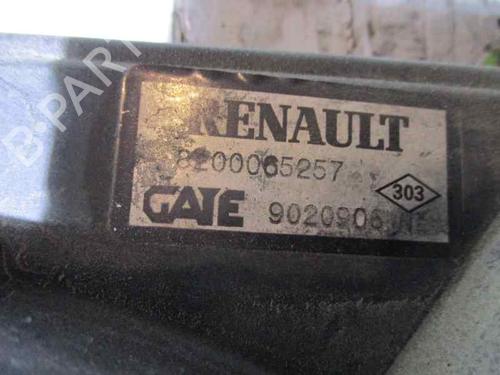 RENAULT
8200065257
303
GATE 9020906
B-PARTS